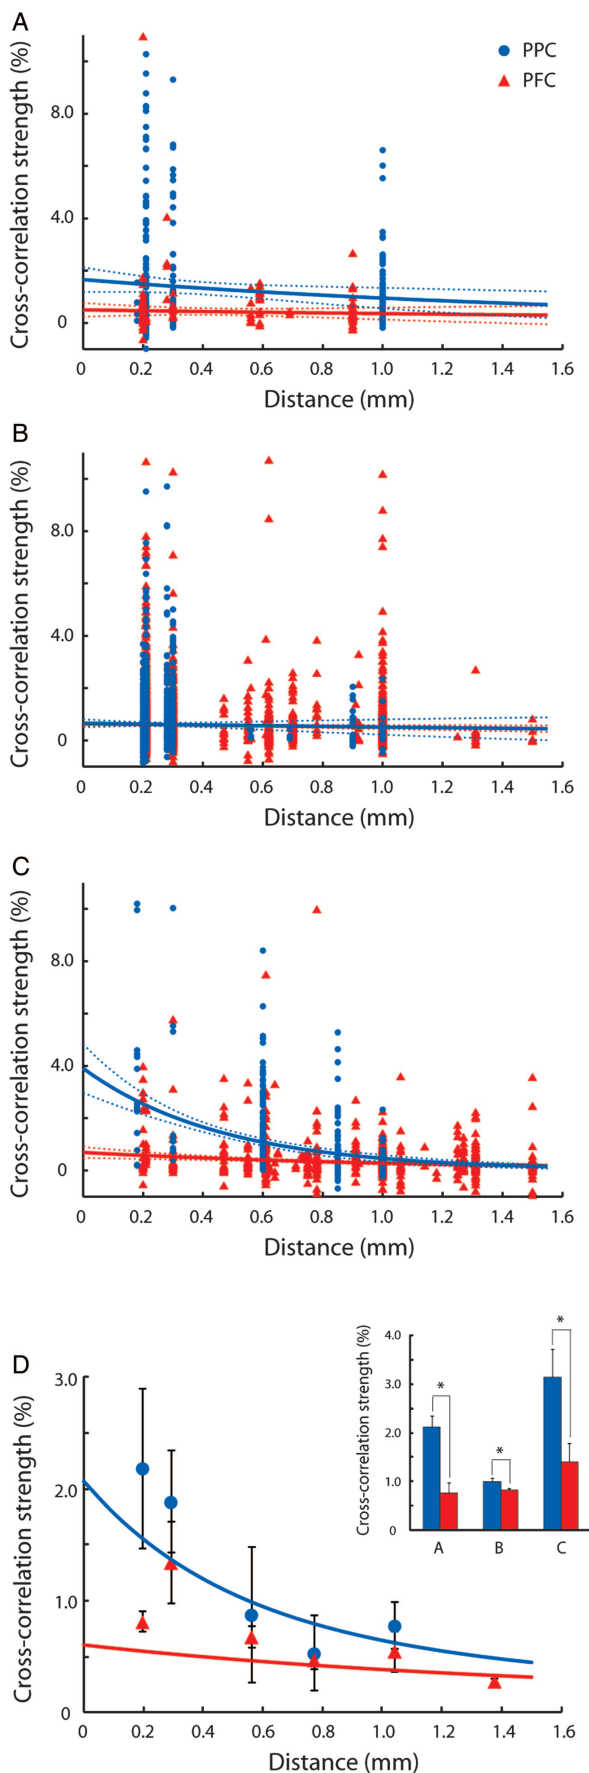 A
Cross-correlation strength (%)
PPC
PFC
8.0
4.0
0
0 0.2 0.4 0.6 0.8 1.0 1.2 1.4 1.6
Distance (mm)
B
Cross-correlation strength (%)
8.0
4.0
0
0 0.2 0.4 0.6 0.8 1.0 1.2 1.4 1.6
Distance (mm)
C
Cross-correlation strength (%)
8.0
4.0
0
0 0.2 0.4 0.6 0.8 1.0 1.2 1.4 1.6
Distance (mm)
D
Cross-correlation strength (%)
3.0
2.0
1.0
0
0 0.2 0.4 0.6 0.8 1.0 1.2 1.4 1.6
Distance (mm)
Cross-correlation strength (%)
4.0
3.0
2.0
1.0
0
* * *
A B C